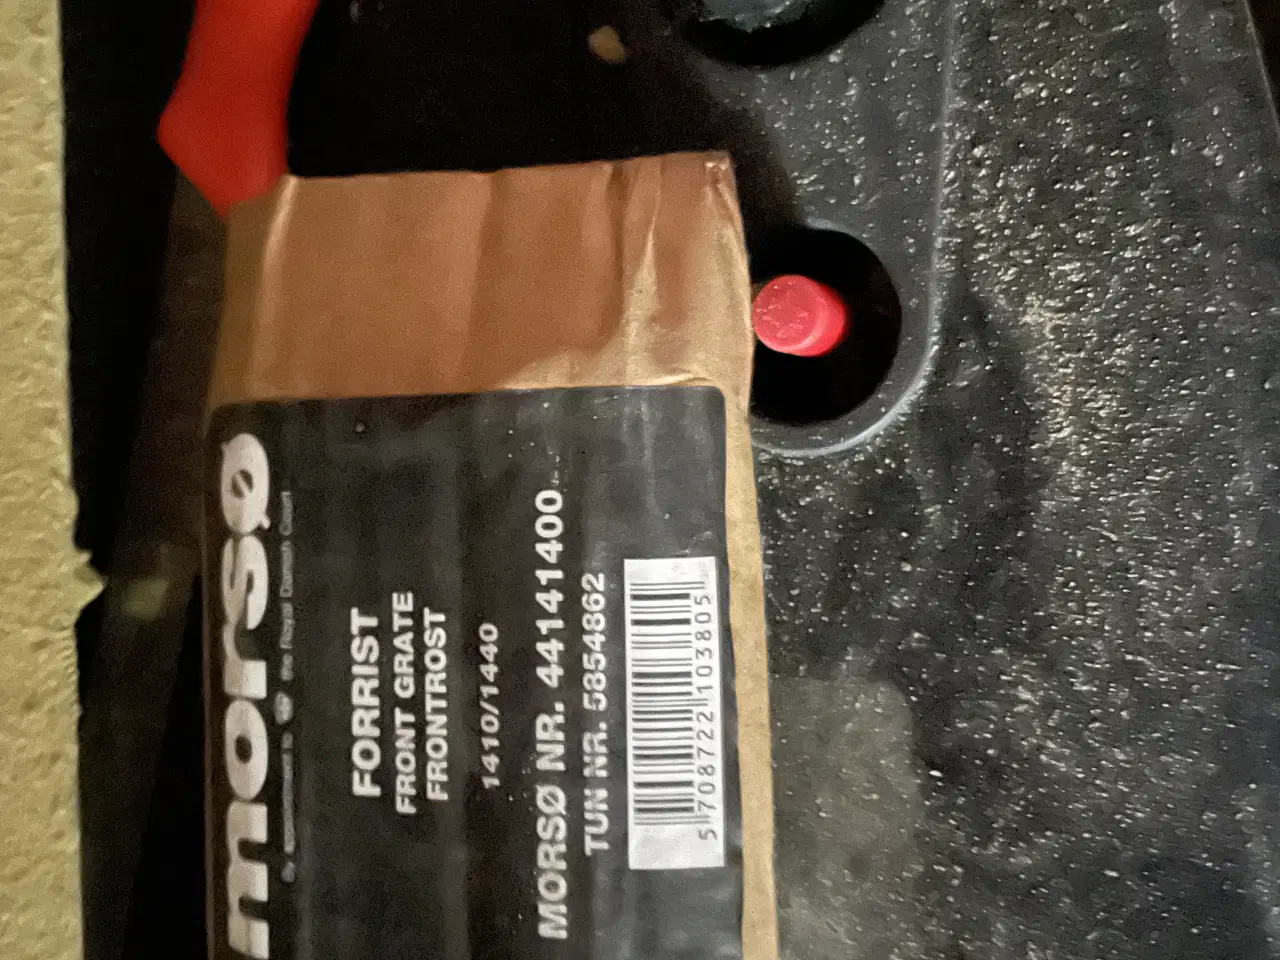 morsø
By appointment to the Royal Danish Court
FORRIST
FRONT GRATE
FRONTROST
1410/1440
MORSØ NR. 44141400
TUN NR. 5854862
5 708722 103805